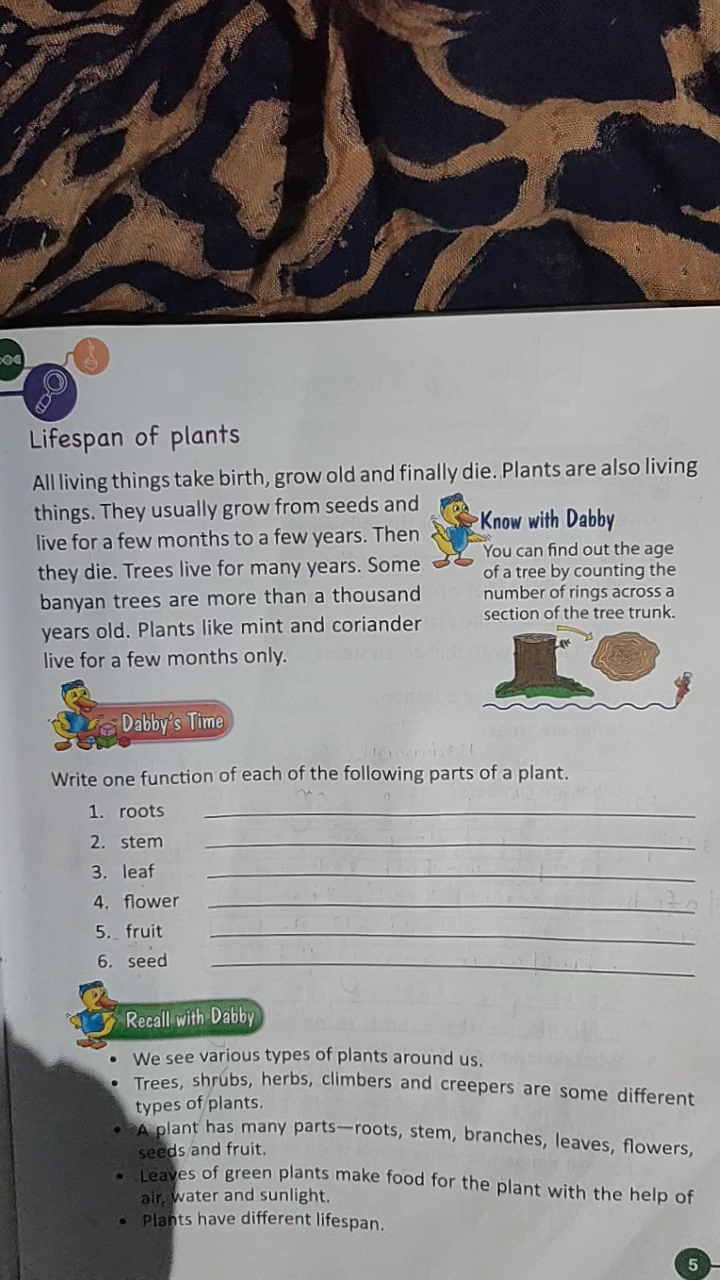 Lifespan of plants
All living things take birth, grow old and finally die. Plants are also living
things. They usually grow from seeds and
live for a few months to a few years. Then
they die. Trees live for many years. Some
banyan trees are more than a thousand
years old. Plants like mint and coriander
live for a few months only.
Know with Dabby
You can find out the age
of a tree by counting the
number of rings across a
section of the tree trunk.
Dabby's Time
Write one function of each of the following parts of a plant.
1. roots
2. stem
3. leaf
4. flower
5. fruit
6. seed
Recall with Dabby
• We see various types of plants around us.
• Trees, shrubs, herbs, climbers and creepers are some different
types of plants.
• A plant has many parts—roots, stem, branches, leaves, flowers,
seeds and fruit.
• Leaves of green plants make food for the plant with the help of
air, water and sunlight.
• Plants have different lifespan.
5